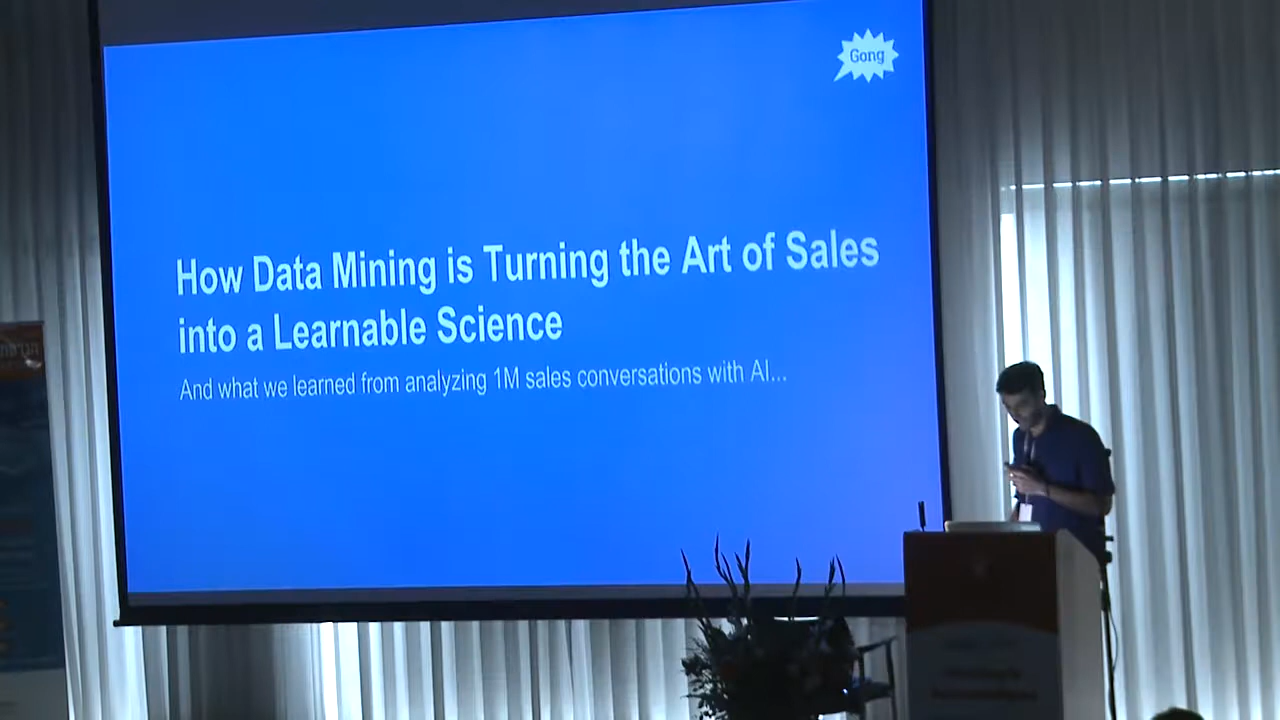 Gong
How Data Mining is Turning the Art of Sales
into a Learnable Science
And what we learned from analyzing 1M sales conversations with AI...